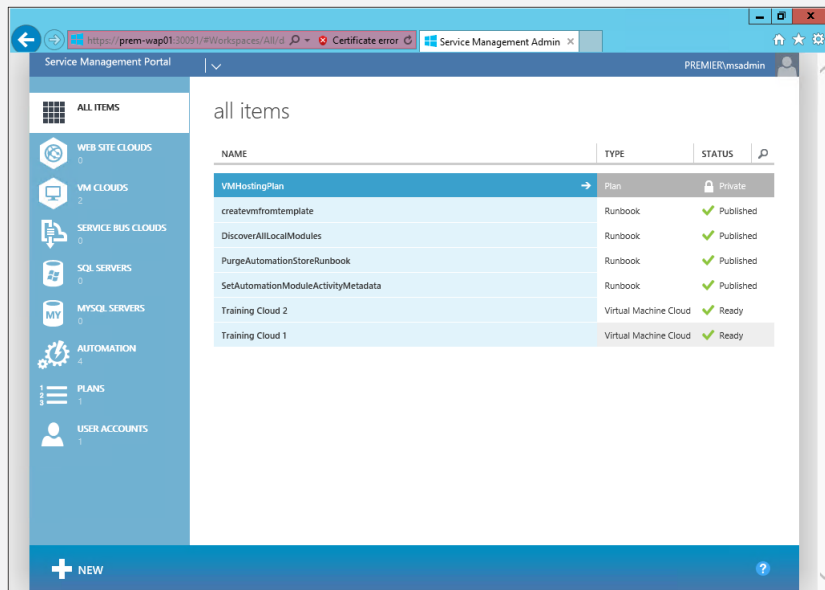 https://prem-wap01:30091/#Workspaces/All/d
Certificate error
Service Management Admin
Service Management Portal
PREMIER\msadmin
ALL ITEMS
WEB SITE CLOUDS
0
VM CLOUDS
2
SERVICE BUS CLOUDS
0
SQL SERVERS
0
MY
MYSQL SERVERS
0
AUTOMATION
4
1
2
3
PLANS
1
USER ACCOUNTS
1
all items
NAME TYPE STATUS
VMHostingPlan Plan Private
createvmfromtemplate Runbook Published
DiscoverAllLocalModules Runbook Published
PurgeAutomationStoreRunbook Runbook Published
SetAutomationModuleActivityMetadata Runbook Published
Training Cloud 2 Virtual Machine Cloud Ready
Training Cloud 1 Virtual Machine Cloud Ready
NEW
?